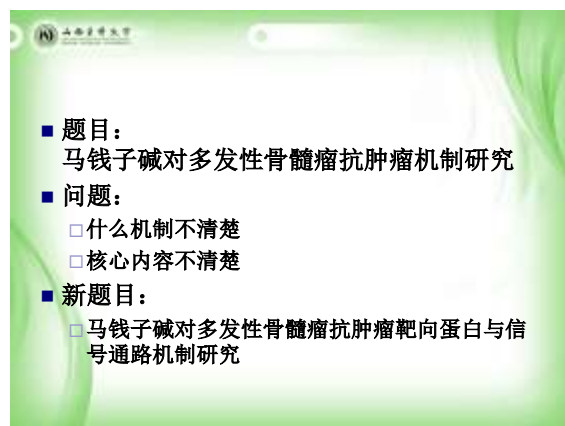 题目：
马钱子碱对多发性骨髓瘤抗肿瘤机制研究
问题：
什么机制不清楚
核心内容不清楚
新题目：
马钱子碱对多发性骨髓瘤抗肿瘤靶向蛋白与信
号通路机制研究